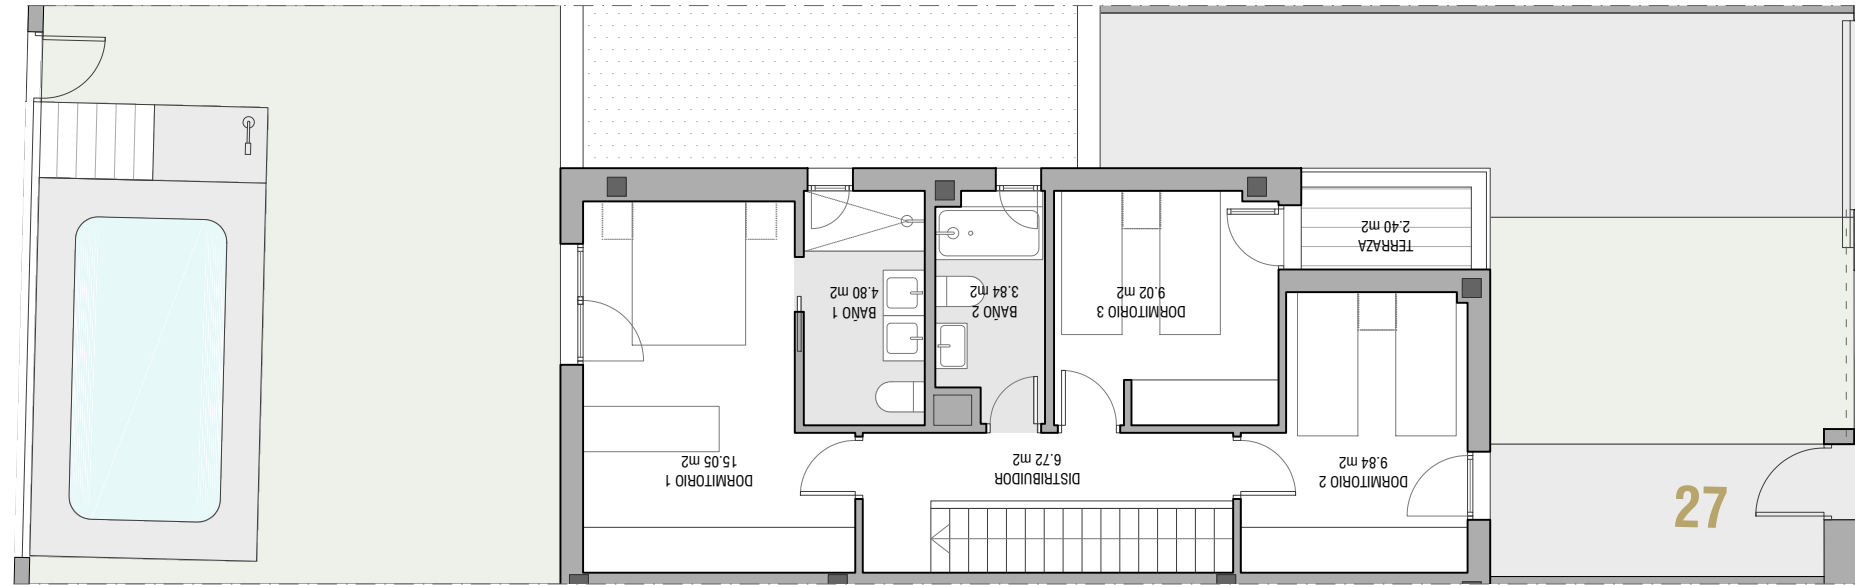 DORMITORIO 1
15.05 m2
BAÑO 1
4.80 m2
BAÑO 2
3.84 m2
DORMITORIO 3
9.02 m2
TERRAZA
2.40 m2
DISTRIBUIDOR
6.72 m2
DORMITORIO 2
9.84 m2
27